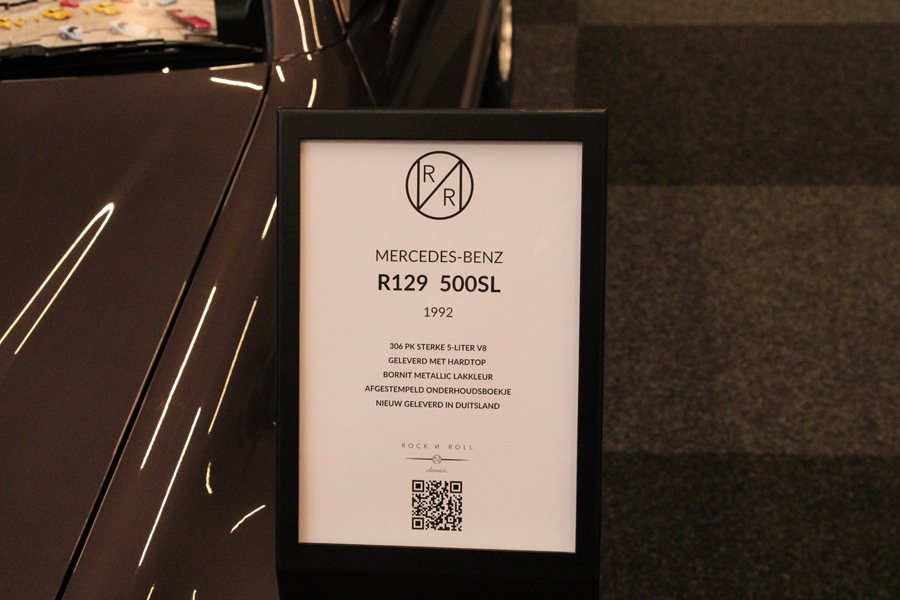 R
R
MERCEDES-BENZ
R129 500SL
1992
306 PK STERKE 5-LITER V8
GELEVERD MET HARDTOP
BORNIT METALLIC LAKKLEUR
AFGESTEMPELD ONDERHOUDSBOEKJE
NIEUW GELEVERD IN DUITSLAND
ROCK И ROLL
classics.